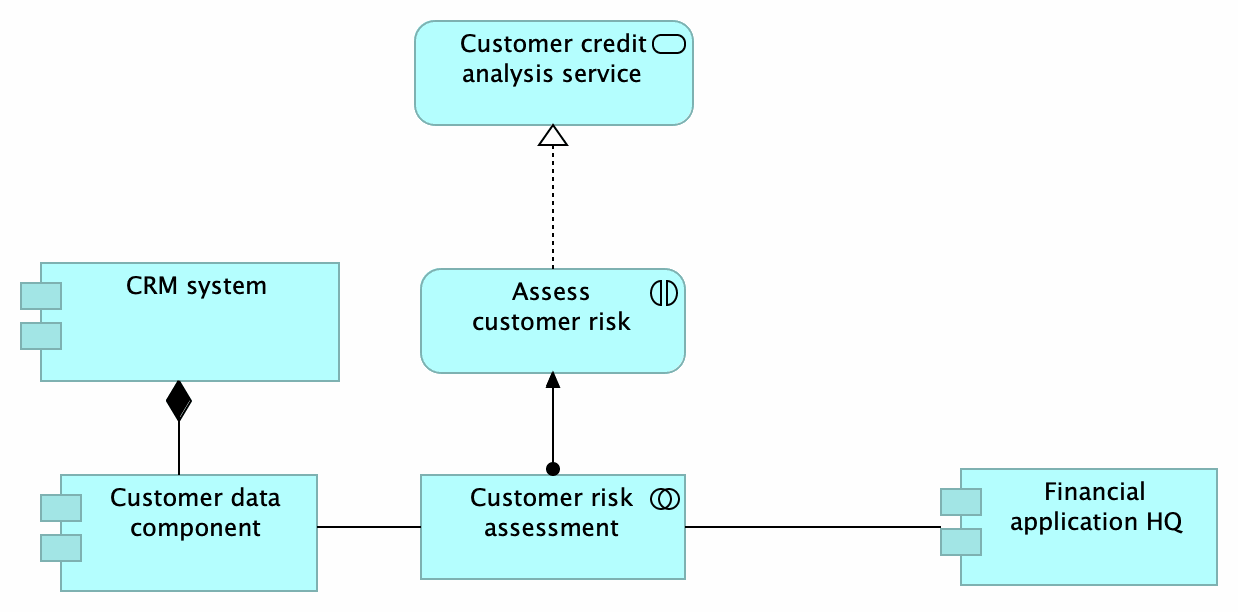 Customer credit
analysis service
CRM system
Assess
customer risk
Customer data
component
Customer risk
assessment
Financial
application HQ